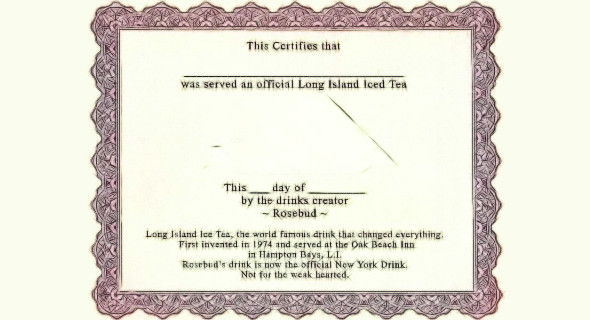 This Certifies that
was served an official Long Island Iced Tea
This ___ day of ________
by the drinks creator
~ Rosebud ~
Long Island Ice Tea, the world famous drink that changed everything.
First invented in 1974 and served at the Oak Beach Inn
in Hampton Bays, L.I.
Rosebud's drink is now the official New York Drink.
Not for the weak hearted.